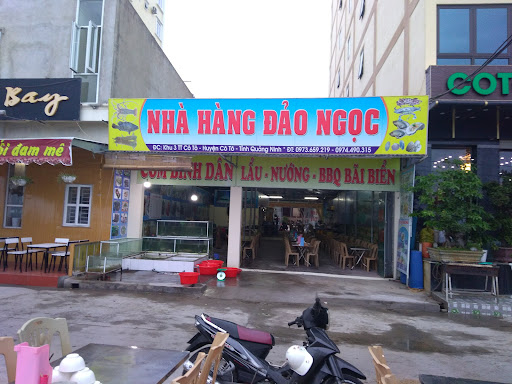 Bay
ôi đam mê
NHÀ HÀNG ĐẢO NGỌC
ĐC: Khu 3 TT Cô Tô - Huyện Cô Tô - Tỉnh Quảng Ninh * ĐT: 0973.659.219 - 0974.490.315
CƠM BÌNH DÂN LẨU - NƯỚNG - BBQ BÃI BIỂN
COT